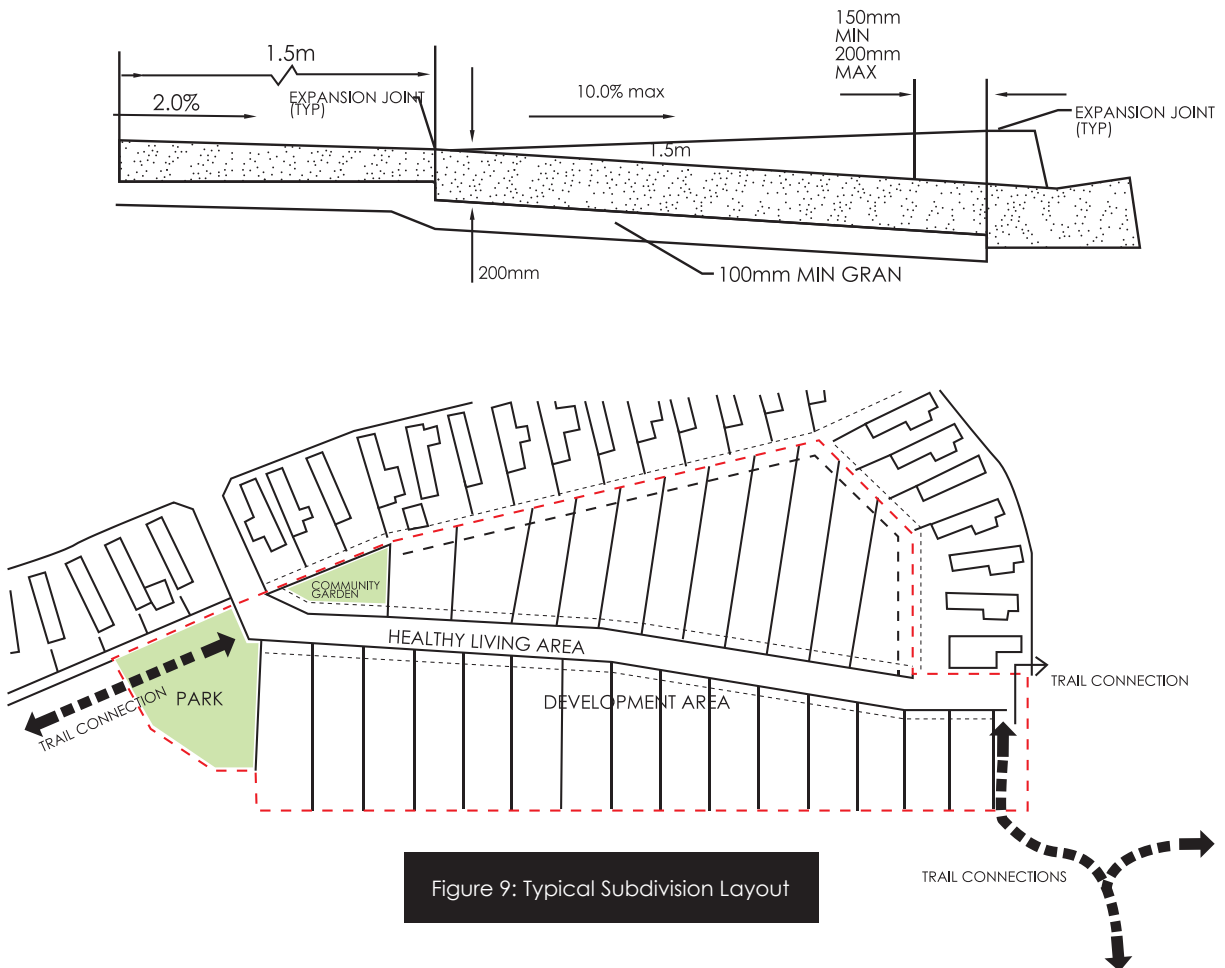 150mm
MIN
200mm
MAX
1.5m
2.0%
EXPANSION JOINT
(TYP)
10.0% max
EXPANSION JOINT
(TYP)
1.5m
200mm
100mm MIN GRAN
COMMUNITY
GARDEN
HEALTHY LIVING AREA
PARK
DEVELOPMENT AREA
TRAIL CONNECTION
TRAIL CONNECTION
TRAIL CONNECTIONS
Figure 9: Typical Subdivision Layout